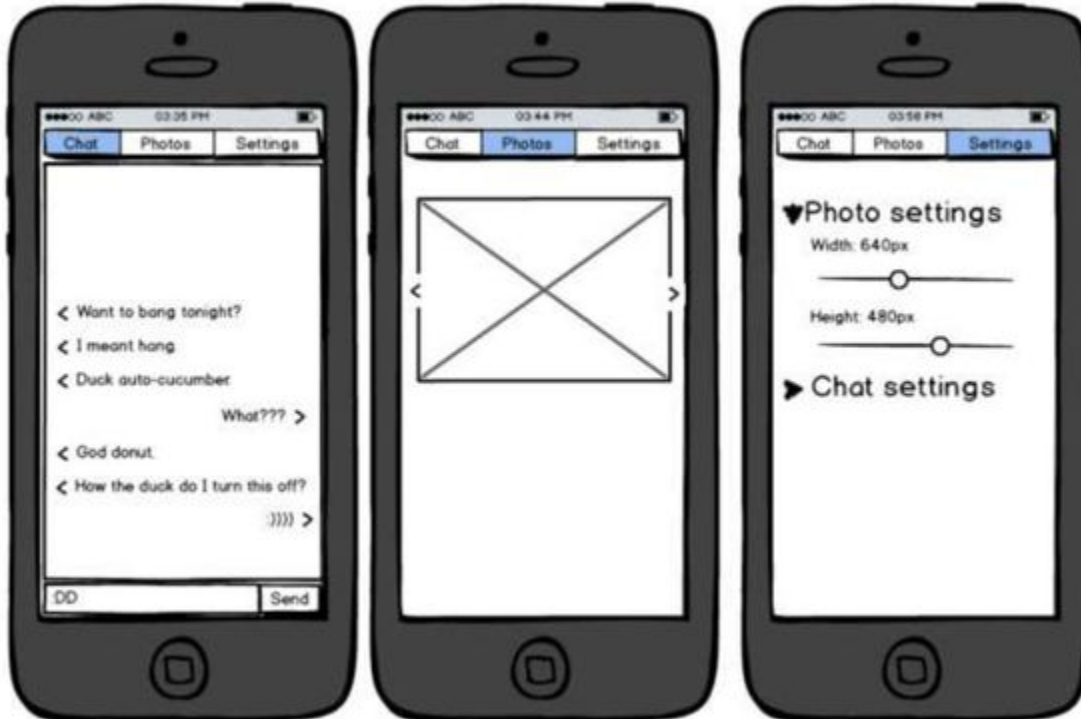 ABC 03:35 PM
Chat Photos Settings
< Want to bang tonight?
< I meant hang.
< Duck auto-cucumber.
What??? >
< God donut.
< How the duck do I turn this off?
:)))) >
:DD Send
ABC 03:44 PM
Chat Photos Settings
< >
ABC 03:58 PM
Chat Photos Settings
Photo settings
Width: 640px
Height: 480px
Chat settings